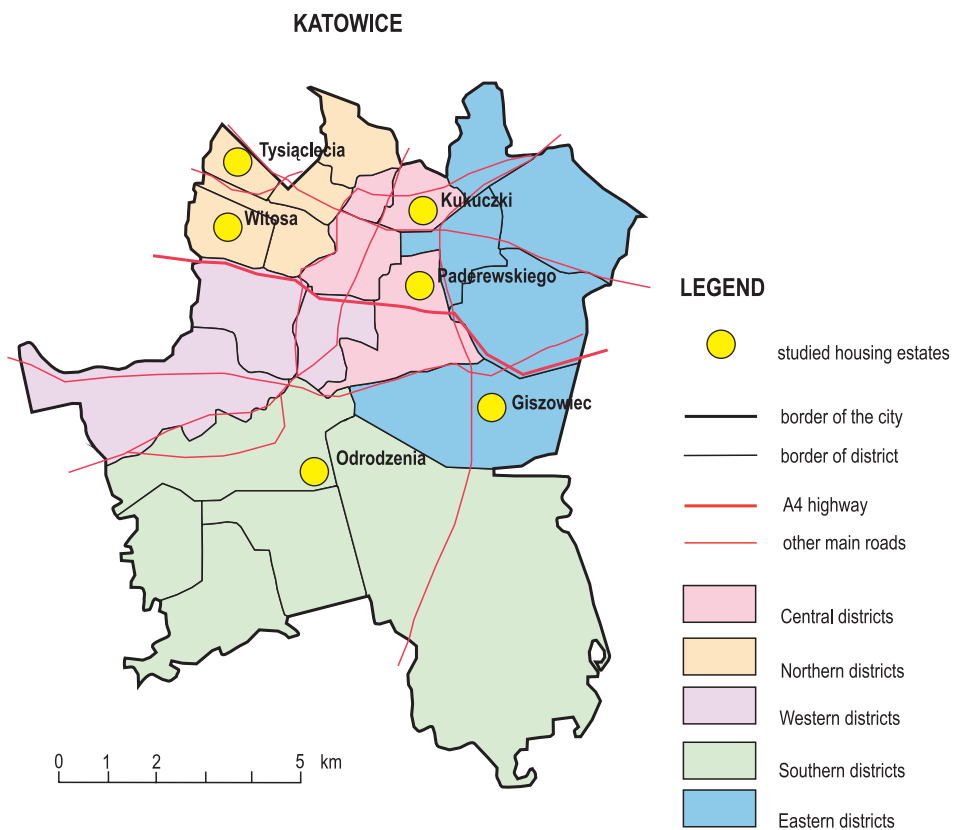 KATOWICE
Tysiąclecia
Kukuczki
Witosa
Paderewskiego
Giszowiec
Odrodzenia
LEGEND
studied housing estates
border of the city
border of district
A4 highway
other main roads
Central districts
Northern districts
Western districts
Southern districts
Eastern districts
0 1 2 5 km